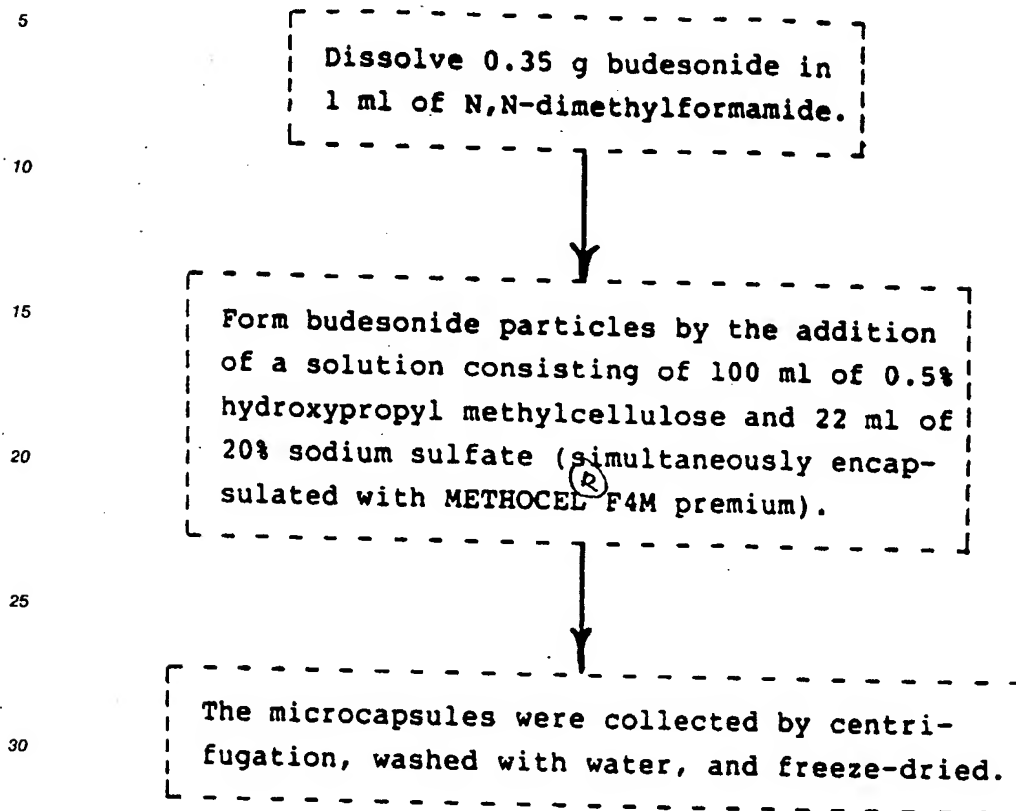 5
Dissolve 0.35 g budesonide in
1 ml of N,N-dimethylformamide.
10
15
Form budesonide particles by the addition
of a solution consisting of 100 ml of 0.5%
hydroxypropyl methylcellulose and 22 ml of
20
20% sodium sulfate (simultaneously encap-
sulated with METHOCEL® F4M premium).
25
The microcapsules were collected by centri-
30
fugation, washed with water, and freeze-dried.